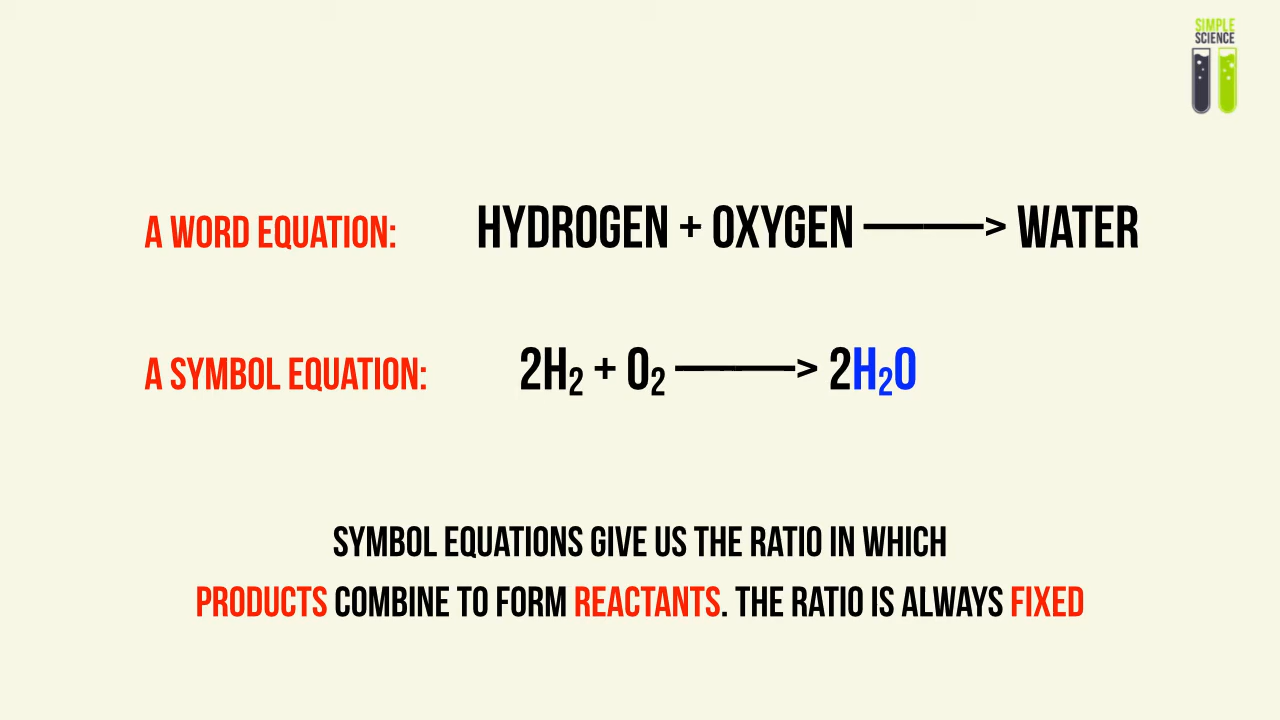 SIMPLE
SCIENCE
A WORD EQUATION: HYDROGEN + OXYGEN ———> WATER
A SYMBOL EQUATION: 2H₂ + O₂ ———> 2H₂O
SYMBOL EQUATIONS GIVE US THE RATIO IN WHICH
PRODUCTS COMBINE TO FORM REACTANTS. THE RATIO IS ALWAYS FIXED